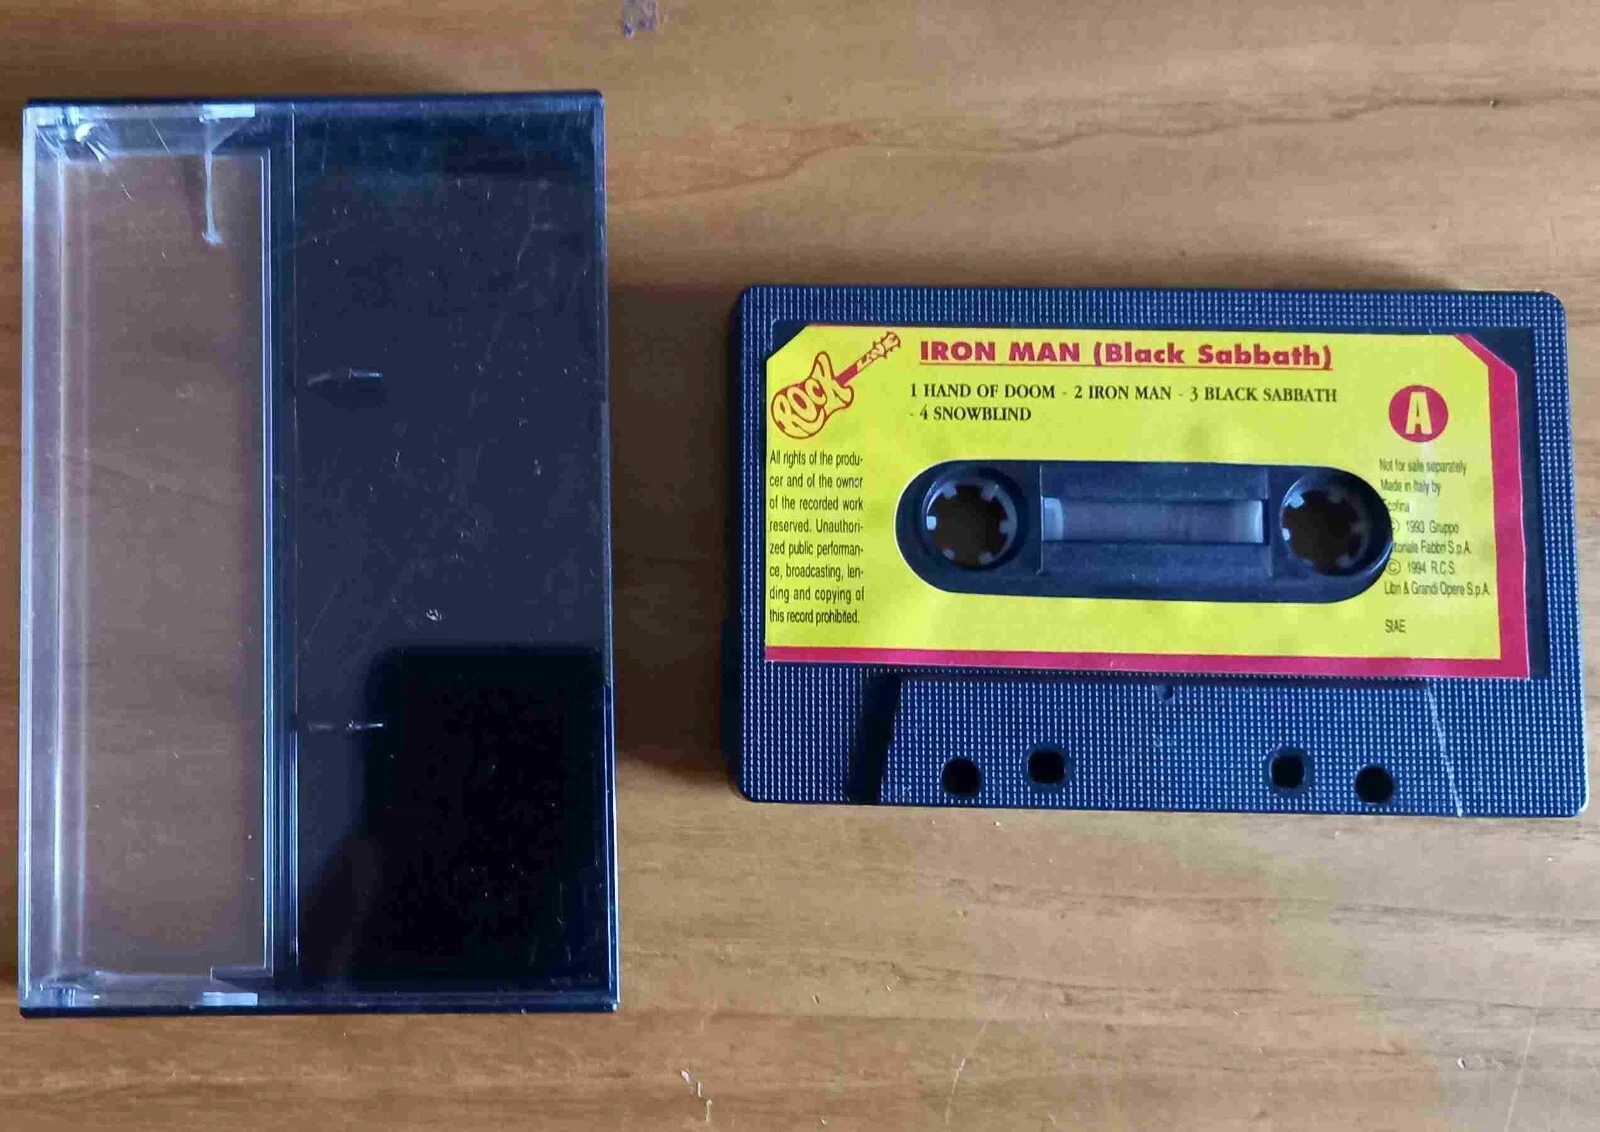 ROCK
LOVE
IRON MAN (Black Sabbath)
1 HAND OF DOOM - 2 IRON MAN - 3 BLACK SABBATH
- 4 SNOWBLIND
A
All rights of the produ-
cer and of the owner
of the recorded work
reserved. Unauthori-
zed public performan-
ce, broadcasting, len-
ding and copying of
this record prohibited.
Not for sale separately
Made in Italy by
Ecofina
© 1993 Gruppo
Fabbri S.p.A.
© 1994 R.C.S.
Libri & Grandi Opere S.p.A.
SIAE